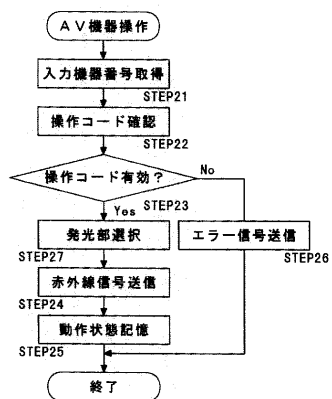 AV機器操作
入力機器番号取得
STEP21
操作コード確認
STEP22
操作コード有効?
No
Yes
STEP23
発光部選択
エラー信号送信
STEP27
STEP26
赤外線信号送信
STEP24
動作状態記憶
STEP25
終了